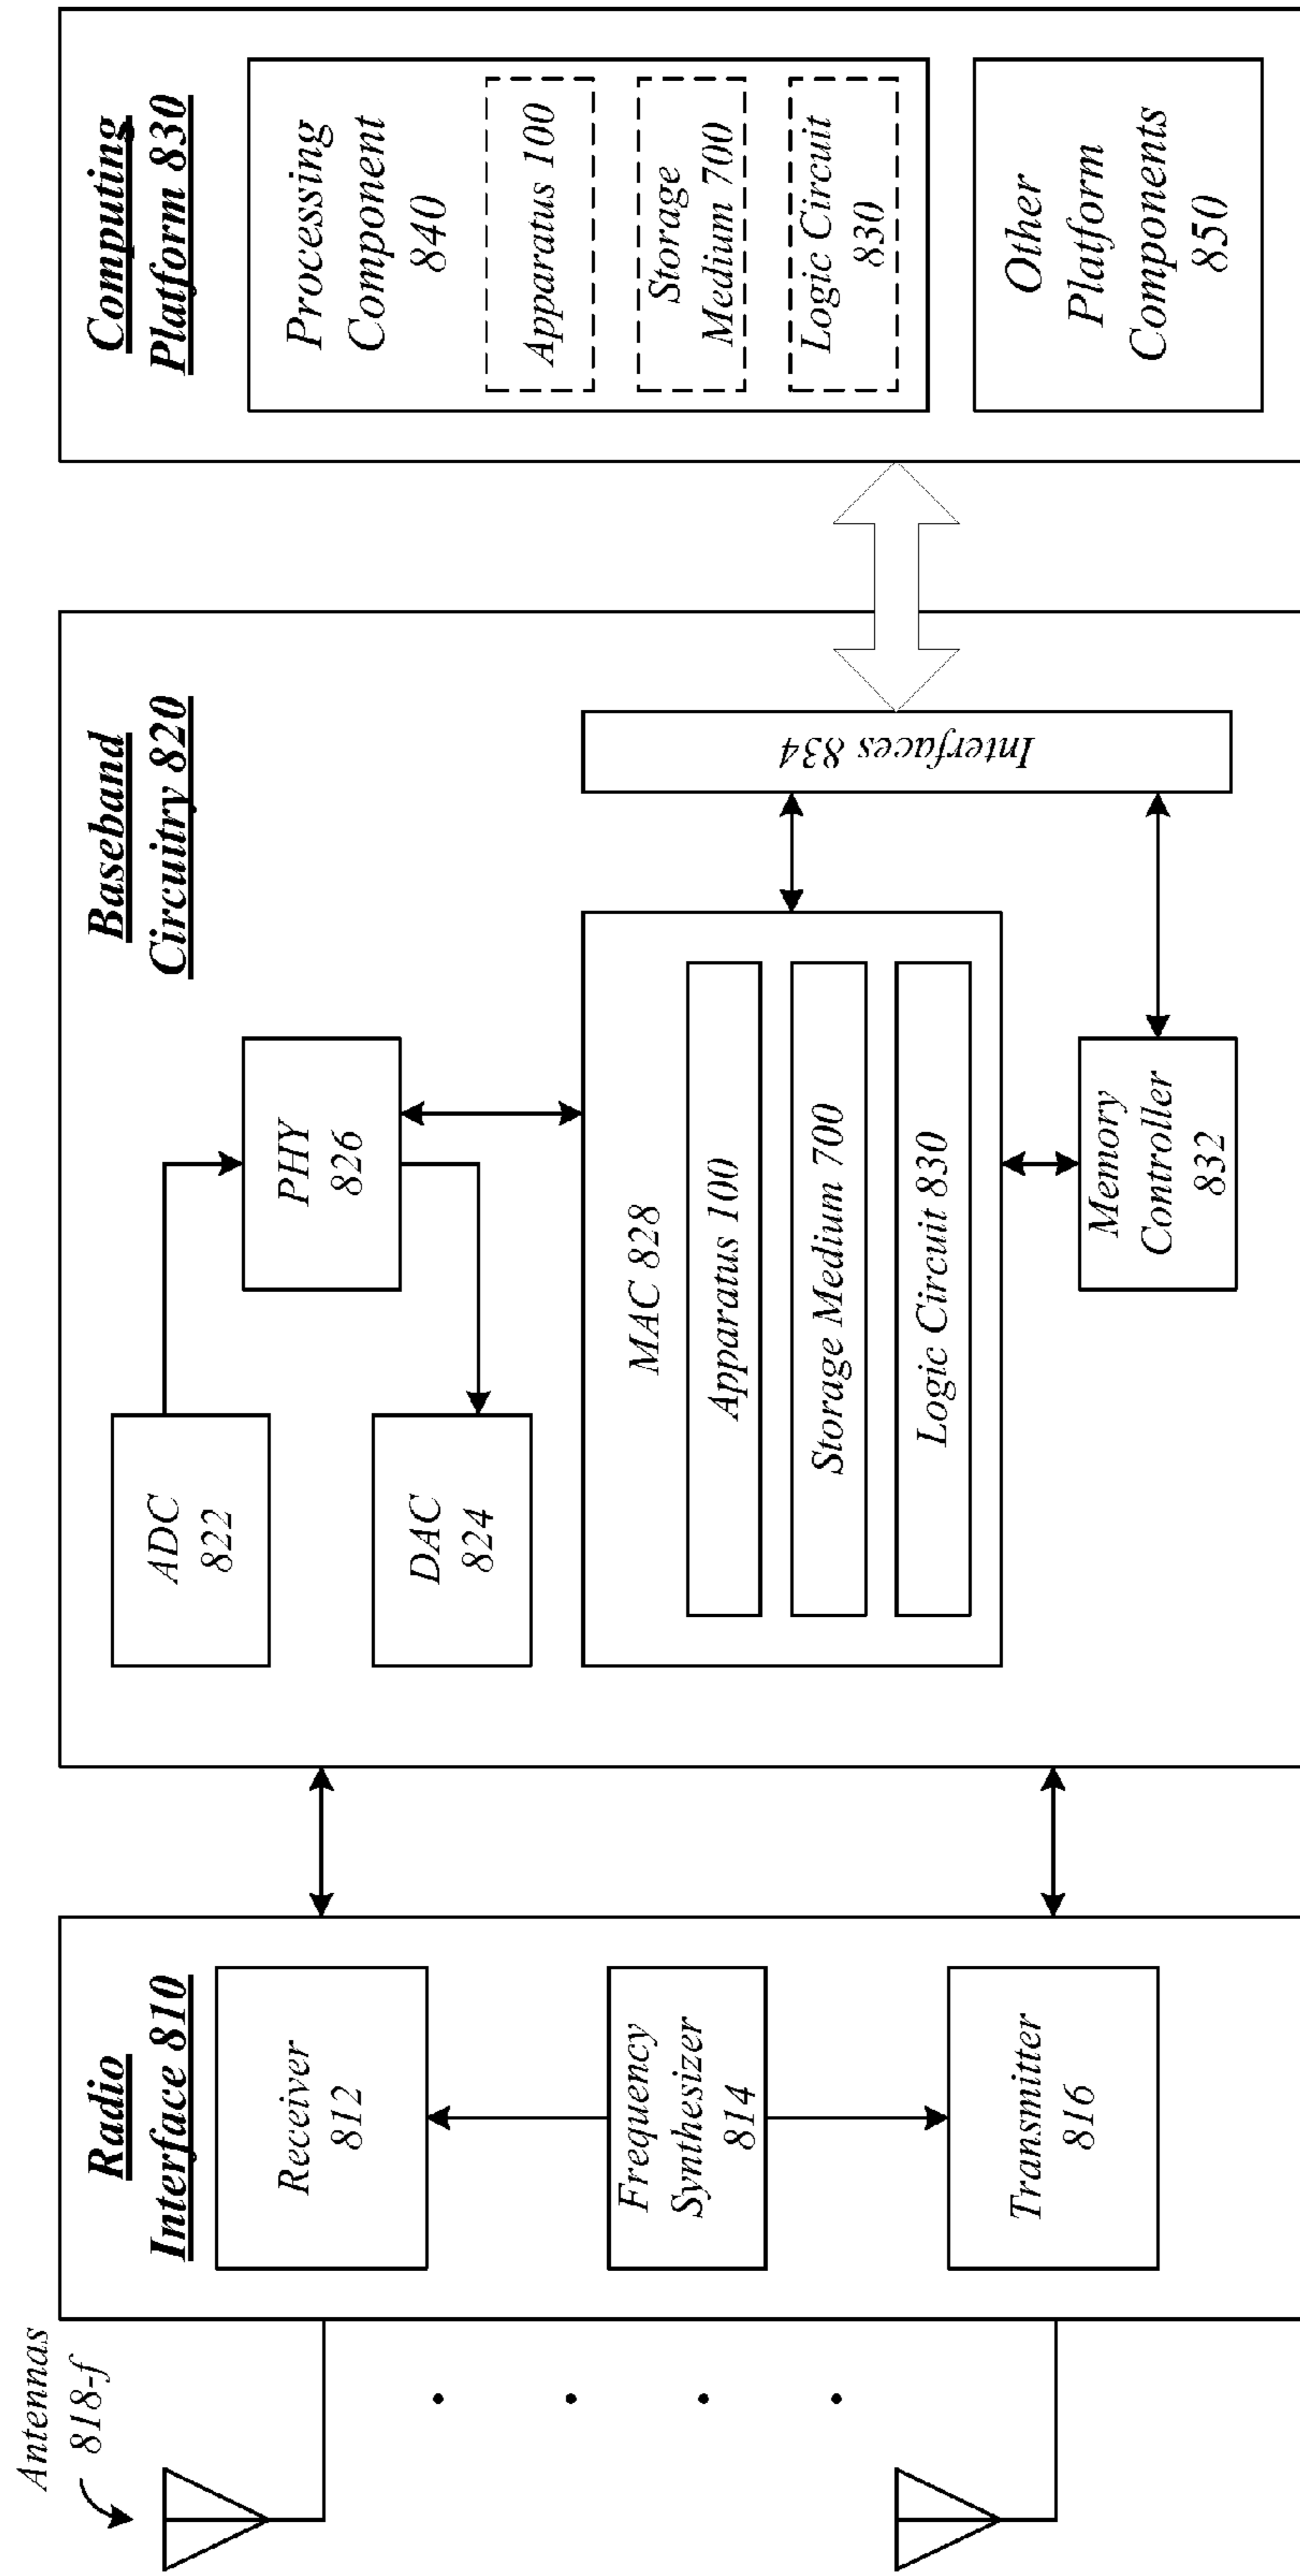 Antennas
818-f
Radio
Interface 810
Receiver
812
Frequency
Synthesizer
814
Transmitter
816
Baseband
Circuitry 820
ADC
822
DAC
824
PHY
826
MAC 828
Apparatus 100
Storage Medium 700
Logic Circuit 830
Memory
Controller
832
Interfaces 834
Computing
Platform 830
Processing
Component
840
Apparatus 100
Storage
Medium 700
Logic Circuit
830
Other
Platform
Components
850